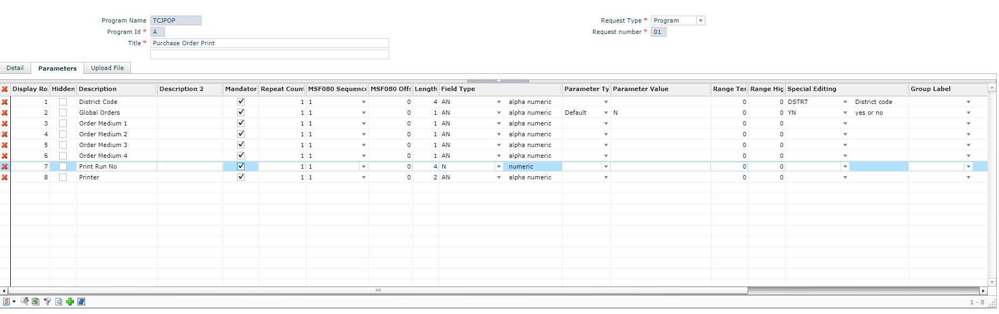 Program Name TCJPOP Request Type * Program
Program Id * A Request number * 01
Title * Purchase Order Print
Detail Parameters Upload File
Display Ro Hidden Description Description 2 Mandator Repeat Count MSF080 Sequence MSF080 Offs Length Field Type Parameter Ty Parameter Value Range Tes Range Hig Special Editing Group Label
1 District Code 1 1 0 4 AN alpha numeric 0 0 DSTRT District code
2 Global Orders 1 1 0 1 AN alpha numeric Default N 0 0 YN yes or no
3 Order Medium 1 1 1 0 1 AN alpha numeric 0 0
4 Order Medium 2 1 1 0 1 AN alpha numeric 0 0
5 Order Medium 3 1 1 0 1 AN alpha numeric 0 0
6 Order Medium 4 1 1 0 1 AN alpha numeric 0 0
7 Print Run No 1 1 0 4 N numeric 0 0
8 Printer 1 1 0 2 AN alpha numeric 0 0
1 - 8